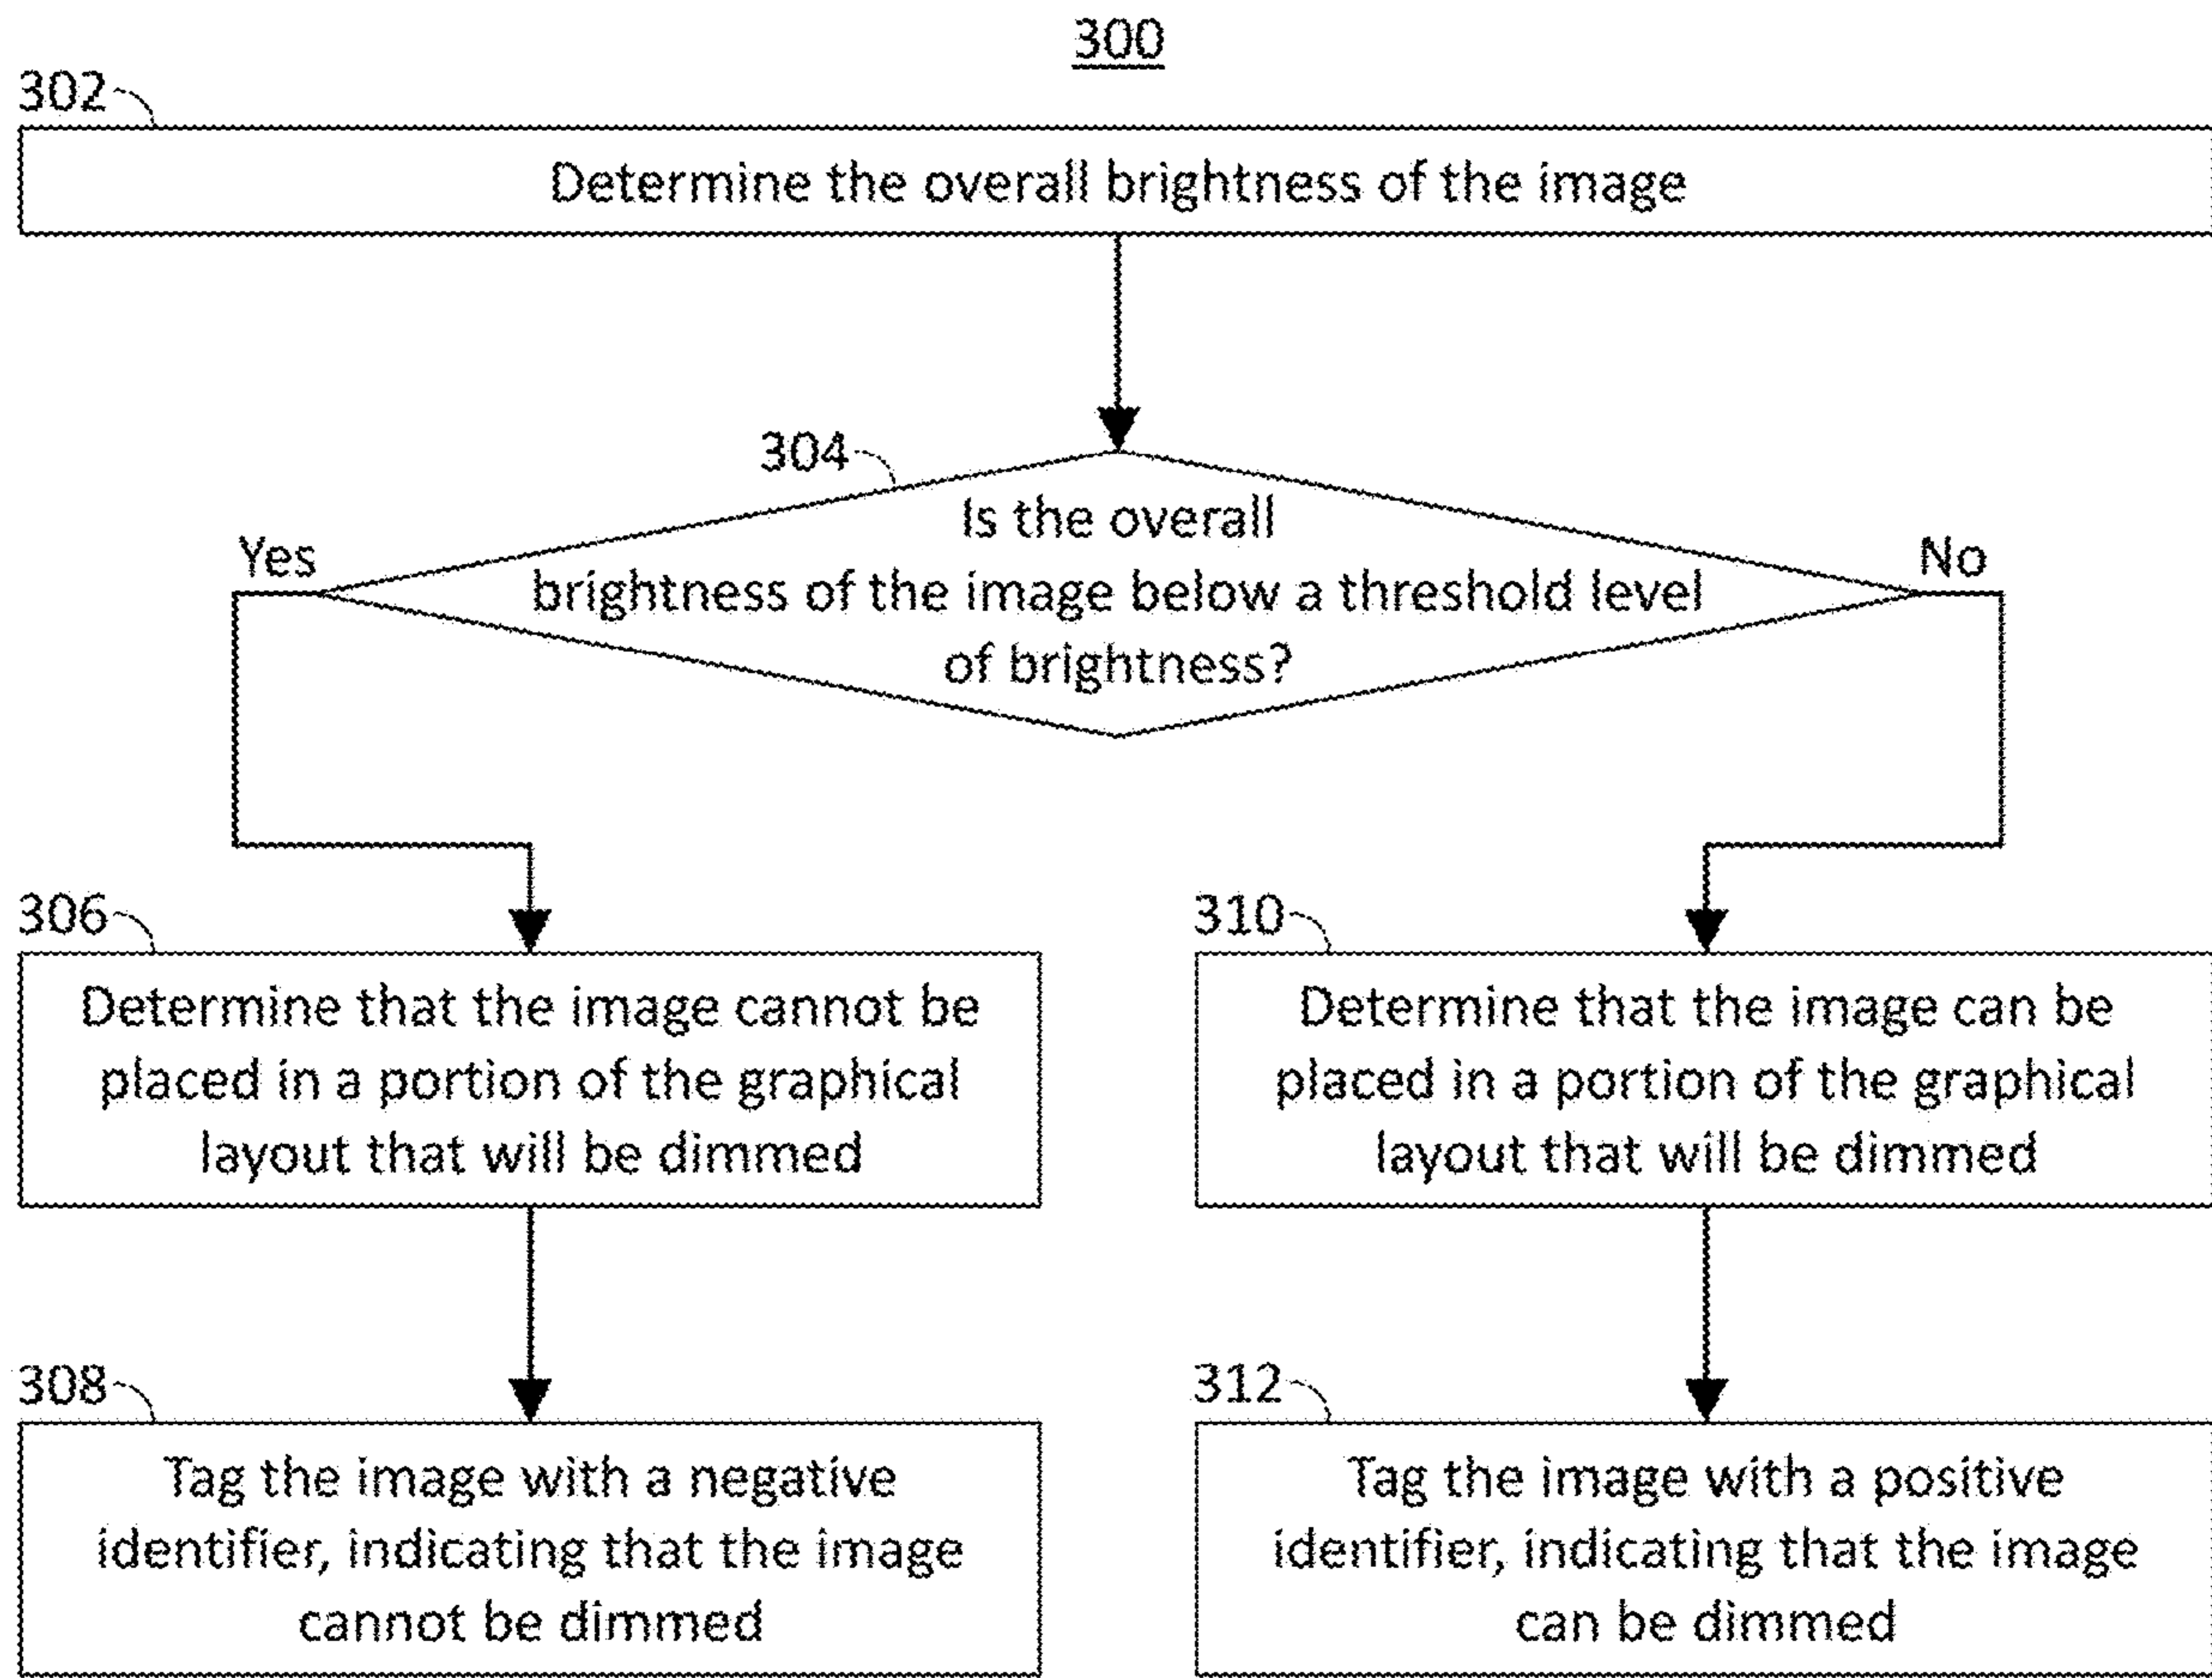 300
302
Determine the overall brightness of the image
304
Is the overall
brightness of the image below a threshold level
of brightness?
Yes
No
306
Determine that the image cannot be
placed in a portion of the graphical
layout that will be dimmed
310
Determine that the image can be
placed in a portion of the graphical
layout that will be dimmed
308
Tag the image with a negative
identifier, indicating that the image
cannot be dimmed
312
Tag the image with a positive
identifier, indicating that the image
can be dimmed